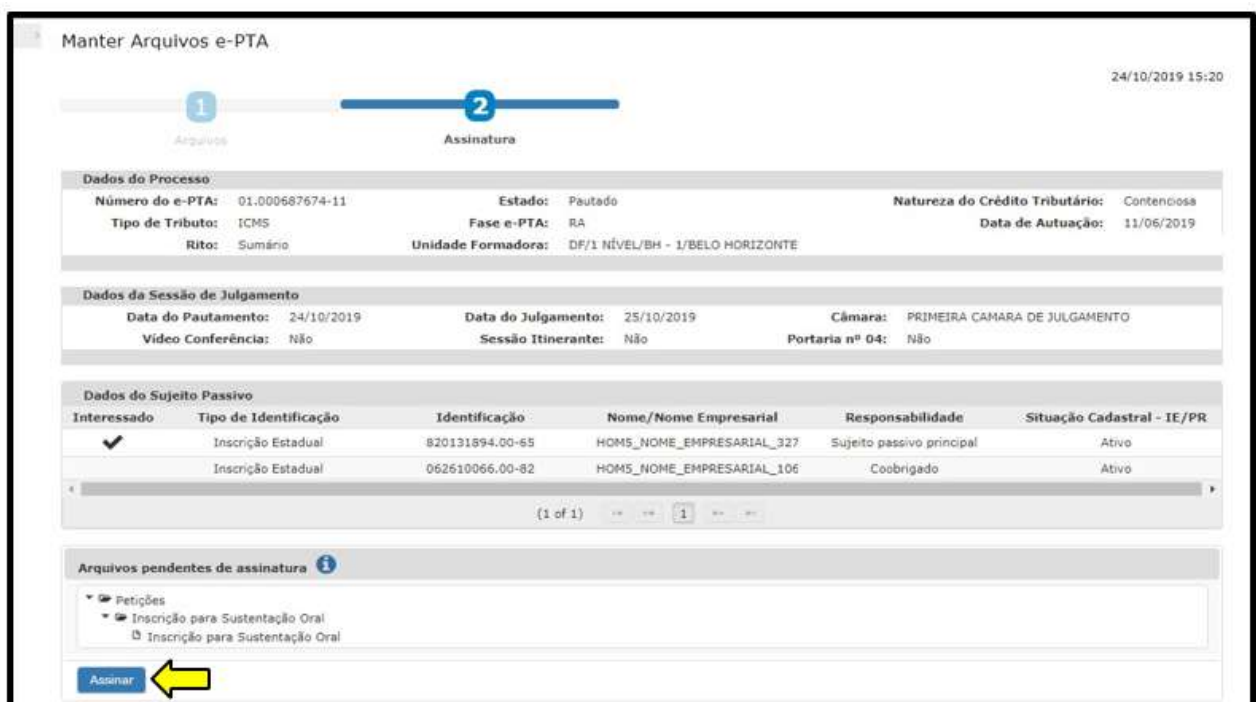 Manter Arquivos e-PTA
24/10/2019 15:20
1 2
Arquivos Assinatura
Dados do Processo
Número do e-PTA: 01.000687674-11 Estado: Pautado Natureza do Crédito Tributário: Contenciosa
Tipo de Tributo: ICMS Fase e-PTA: RA Data de Autuação: 11/06/2019
Rito: Sumário Unidade Formadora: DF/1 NÍVEL/BH - 1/BELO HORIZONTE
Dados da Sessão de Julgamento
Data do Pautamento: 24/10/2019 Data do Julgamento: 25/10/2019 Câmara: PRIMEIRA CAMARA DE JULGAMENTO
Vídeo Conferência: Não Sessão Itinerante: Não Portaria nº 04: Não
Dados do Sujeito Passivo
Interessado Tipo de Identificação Identificação Nome/Nome Empresarial Responsabilidade Situação Cadastral - IE/PR
Inscrição Estadual 820131894.00-65 HOM5_NOME_EMPRESARIAL_327 Sujeito passivo principal Ativo
Inscrição Estadual 062610066.00-82 HOM5_NOME_EMPRESARIAL_106 Coobrigado Ativo
(1 of 1) 1
Arquivos pendentes de assinatura
Petições
Inscrição para Sustentação Oral
Inscrição para Sustentação Oral
Assinar